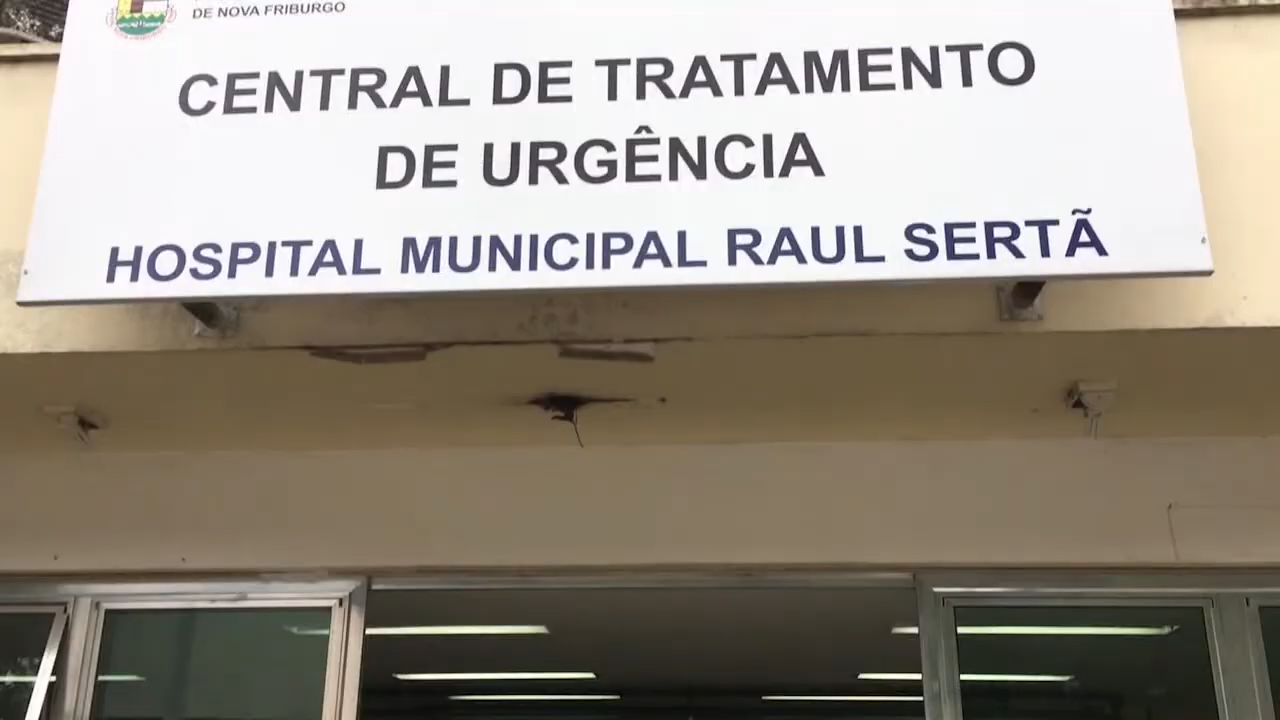 DE NOVA FRIBURGO
CENTRAL DE TRATAMENTO
DE URGÊNCIA
HOSPITAL MUNICIPAL RAUL SERTÃ